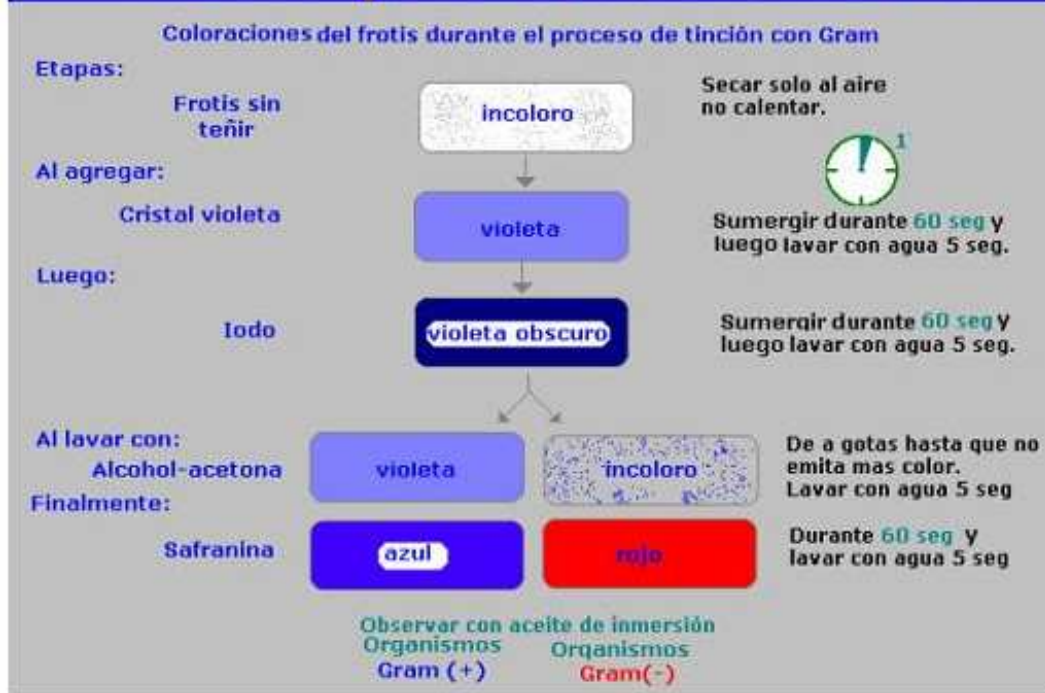 Coloraciones del frotis durante el proceso de tinción con Gram
Etapas:
Frotis sin
teñir
incoloro
Secar solo al aire
no calentar.
1
Al agregar:
Cristal violeta
violeta
Sumergir durante 60 seg y
luego lavar con agua 5 seg.
Luego:
Iodo
violeta obscuro
Sumergir durante 60 seg y
luego lavar con agua 5 seg.
Al lavar con:
Alcohol-acetona
violeta
incoloro
De a gotas hasta que no
emita mas color.
Lavar con agua 5 seg
Finalmente:
Safranina
azul
rojo
Durante 60 seg y
lavar con agua 5 seg
Observar con aceite de inmersión
Organismos
Gram (+)
Organismos
Gram(-)